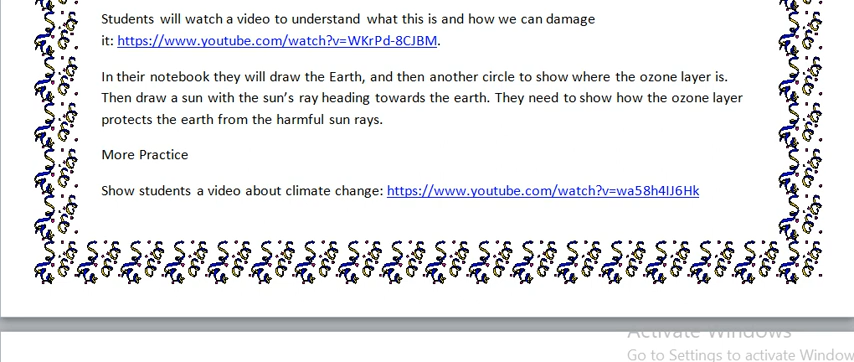 Students will watch a video to understand what this is and how we can damage
it: https://www.youtube.com/watch?v=WKrPd-8CJBM.
In their notebook they will draw the Earth, and then another circle to show where the ozone layer is.
Then draw a sun with the sun's ray heading towards the earth. They need to show how the ozone layer
protects the earth from the harmful sun rays.
More Practice
Show students a video about climate change: https://www.youtube.com/watch?v=wa58h4IJ6Hk
Activate Windows
Go to Settings to activate Window